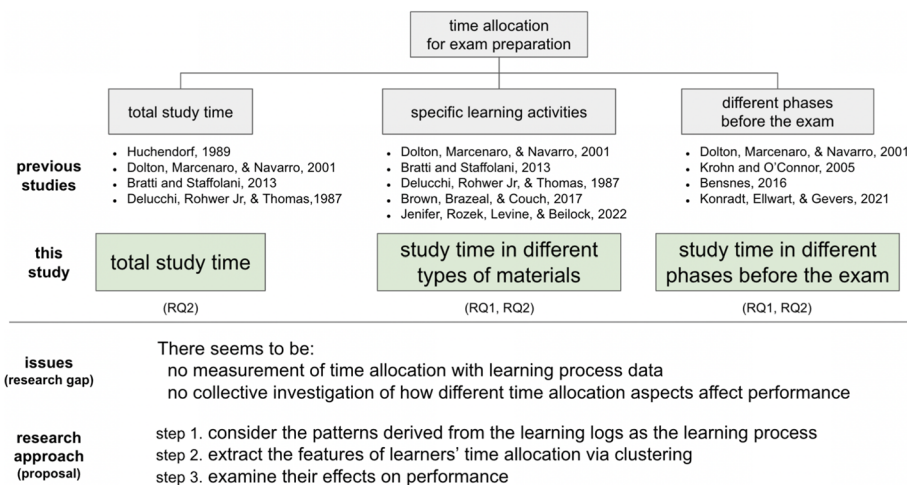 time allocation
for exam preparation
total study time
specific learning activities
different phases
before the exam
previous
studies
• Huchendorf, 1989
• Dolton, Marcenaro, & Navarro, 2001
• Bratti and Staffolani, 2013
• Delucchi, Rohwer Jr, & Thomas,1987
• Dolton, Marcenaro, & Navarro, 2001
• Bratti and Staffolani, 2013
• Delucchi, Rohwer Jr, & Thomas, 1987
• Brown, Brazeal, & Couch, 2017
• Jenifer, Rozek, Levine, & Beilock, 2022
• Dolton, Marcenaro, & Navarro, 2001
• Krohn and O'Connor, 2005
• Bensnes, 2016
• Konradt, Ellwart, & Gevers, 2021
this
study
total study time
study time in different
types of materials
study time in different
phases before the exam
(RQ2)
(RQ1, RQ2)
(RQ1, RQ2)
issues
(research gap)
There seems to be:
no measurement of time allocation with learning process data
no collective investigation of how different time allocation aspects affect performance
research
approach
(proposal)
step 1. consider the patterns derived from the learning logs as the learning process
step 2. extract the features of learners' time allocation via clustering
step 3. examine their effects on performance